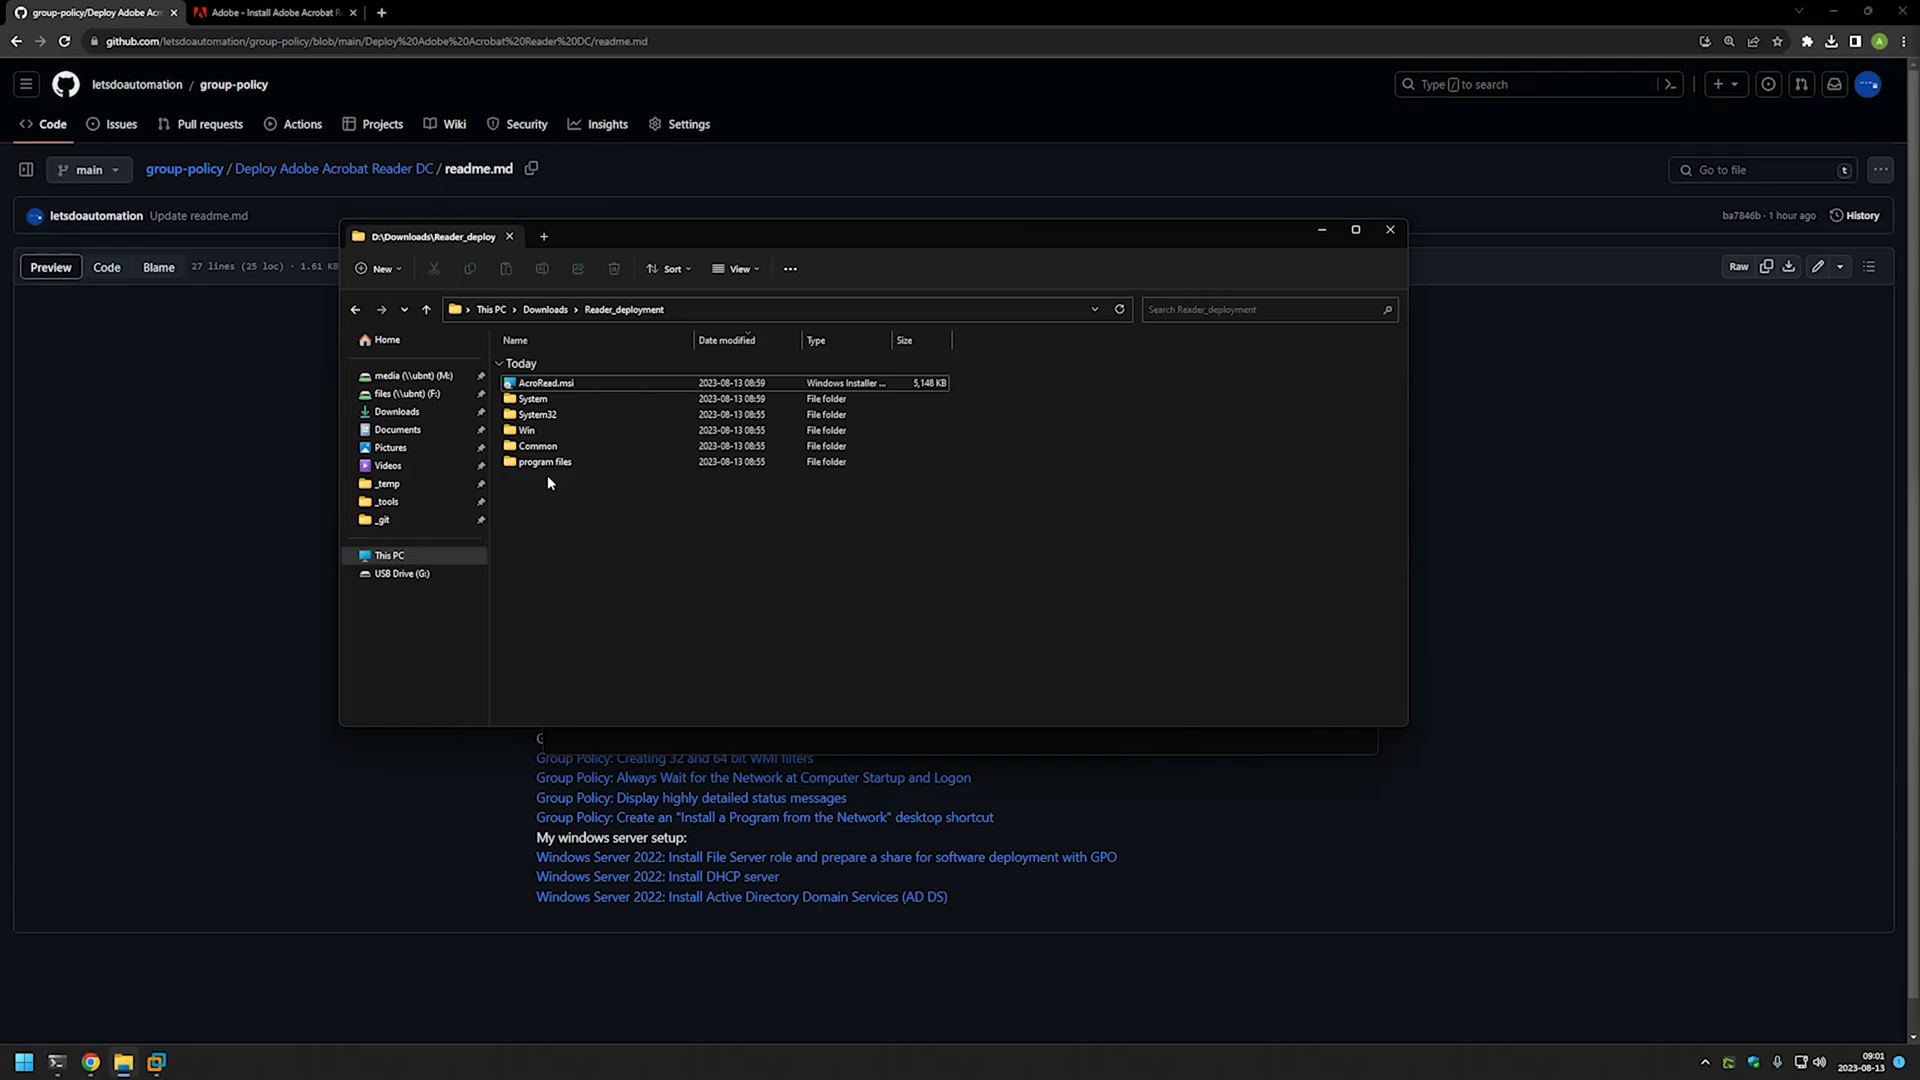 group-policy/Deploy Adobe Acr
Adobe - Install Adobe Acrobat R
github.com/letsdoautomation/group-policy/blob/main/Deploy%20Adobe%20Acrobat%20Reader%20DC/readme.md
A
letsdoautomation / group-policy
Type / to search
Code
Issues
Pull requests
Actions
Projects
Wiki
Security
Insights
Settings
main
group-policy / Deploy Adobe Acrobat Reader DC / readme.md
Go to file
t
letsdoautomation Update readme.md
ba7846b · 1 hour ago
History
Preview
Code
Blame
27 lines (25 loc) · 1.61 KB
Raw
D:\Downloads\Reader_deploy
New
Sort
View
This PC > Downloads > Reader_deployment
Search Reader_deployment
Home
media (\\ubnt) (M:)
files (\\ubnt) (F:)
Downloads
Documents
Pictures
Videos
_temp
_tools
_git
This PC
USB Drive (G:)
Name Date modified Type Size
Today
AcroRead.msi 2023-08-13 08:59 Windows Installer ... 5,148 KB
System 2023-08-13 08:59 File folder
System32 2023-08-13 08:55 File folder
Win 2023-08-13 08:55 File folder
Common 2023-08-13 08:55 File folder
program files 2023-08-13 08:55 File folder
Group Policy: Creating 32 and 64 bit WMI filters
Group Policy: Always Wait for the Network at Computer Startup and Logon
Group Policy: Display highly detailed status messages
Group Policy: Create an "Install a Program from the Network" desktop shortcut
My windows server setup:
Windows Server 2022: Install File Server role and prepare a share for software deployment with GPO
Windows Server 2022: Install DHCP server
Windows Server 2022: Install Active Directory Domain Services (AD DS)
09:01
2023-08-13
1